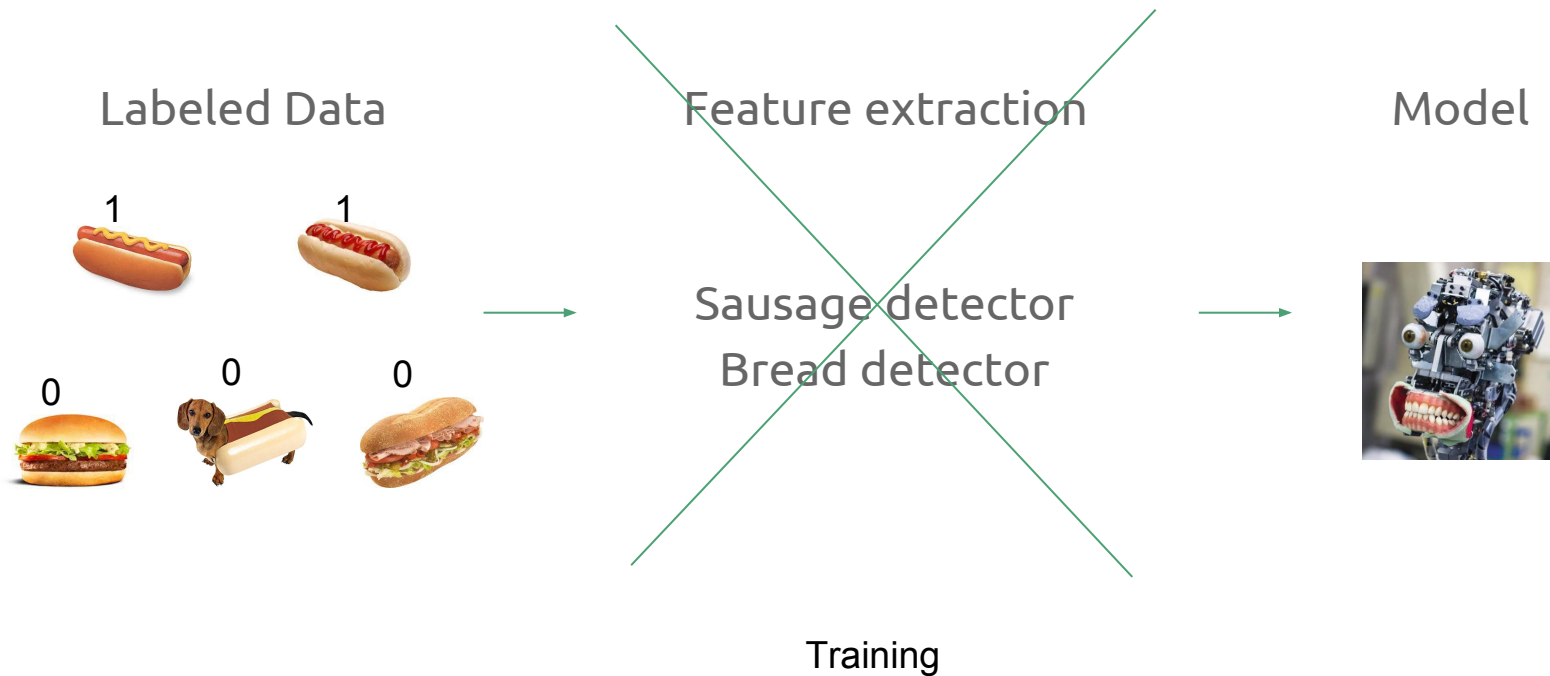 Labeled Data
Feature extraction
Model
1
1
Sausage detector
Bread detector
0
0
0
Training